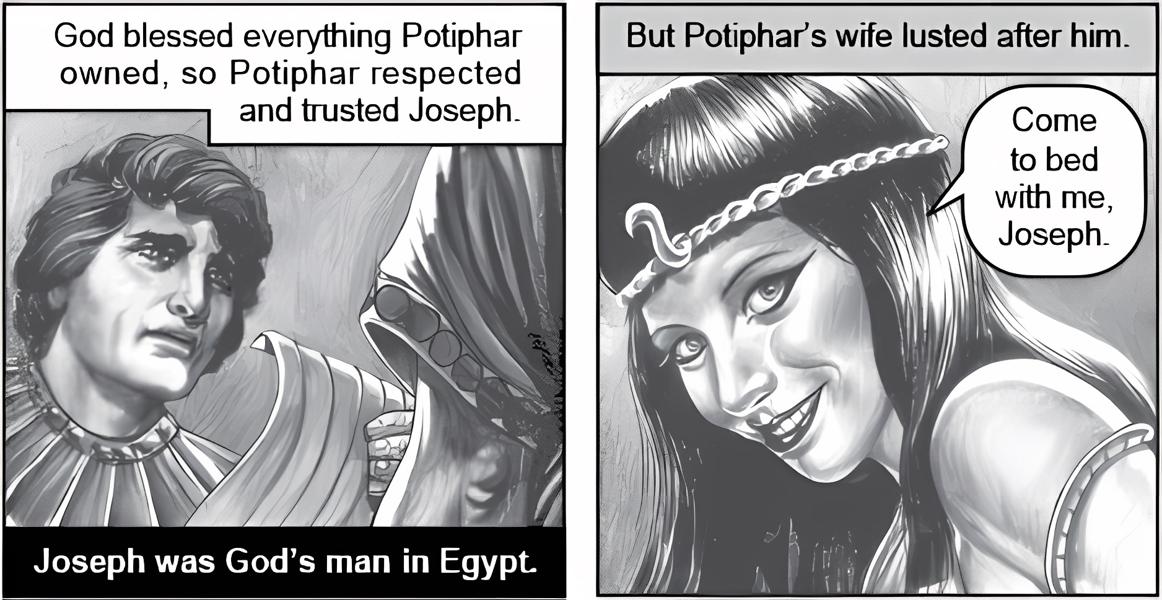 God blessed everything Potiphar
owned, so Potiphar respected
and trusted Joseph.
Joseph was God's man in Egypt.
But Potiphar's wife lusted after him.
Come
to bed
with me,
Joseph.